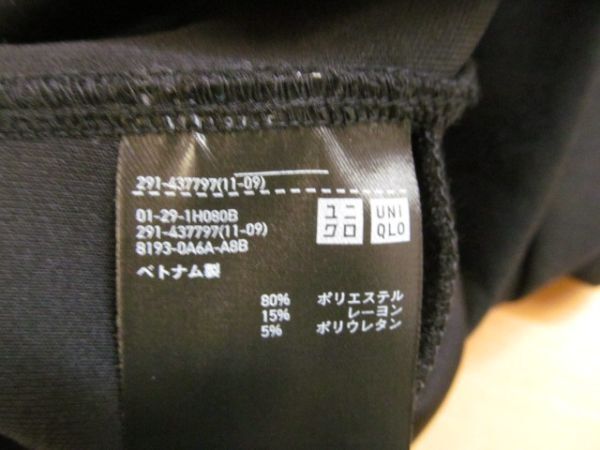 291-437797(11-09)
01-29-1H080B
291-437797(11-09)
8193-0A6A-A8B
ベトナム製
ユニ
クロ
UNI
QLO
80% ポリエステル
15% レーヨン
5% ポリウレタン